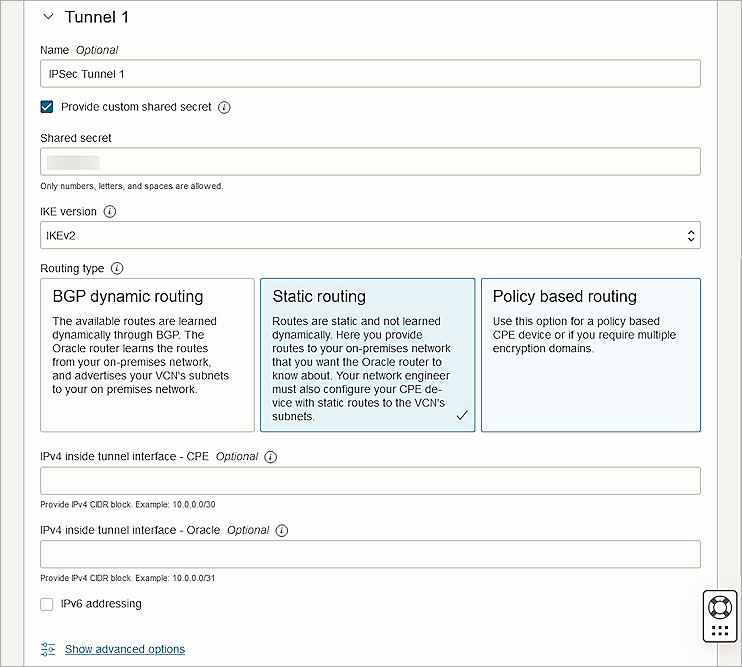 Tunnel 1
Name Optional
IPSec Tunnel 1
Provide custom shared secret
Shared secret
Only numbers, letters, and spaces are allowed.
IKE version
IKEv2
Routing type
BGP dynamic routing
The available routes are learned
dynamically through BGP. The
Oracle router learns the routes
from your on-premises network,
and advertises your VCN's subnets
to your on premises network.
Static routing
Routes are static and not learned
dynamically. Here you provide
routes to your on-premises network
that you want the Oracle router to
know about. Your network engineer
must also configure your CPE de-
vice with static routes to the VCN's
subnets.
Policy based routing
Use this option for a policy based
CPE device or if you require multiple
encryption domains.
IPv4 inside tunnel interface - CPE Optional
Provide IPv4 CIDR block. Example: 10.0.0.0/30
IPv4 inside tunnel interface - Oracle Optional
Provide IPv4 CIDR block. Example: 10.0.0.0/31
IPv6 addressing
Show advanced options